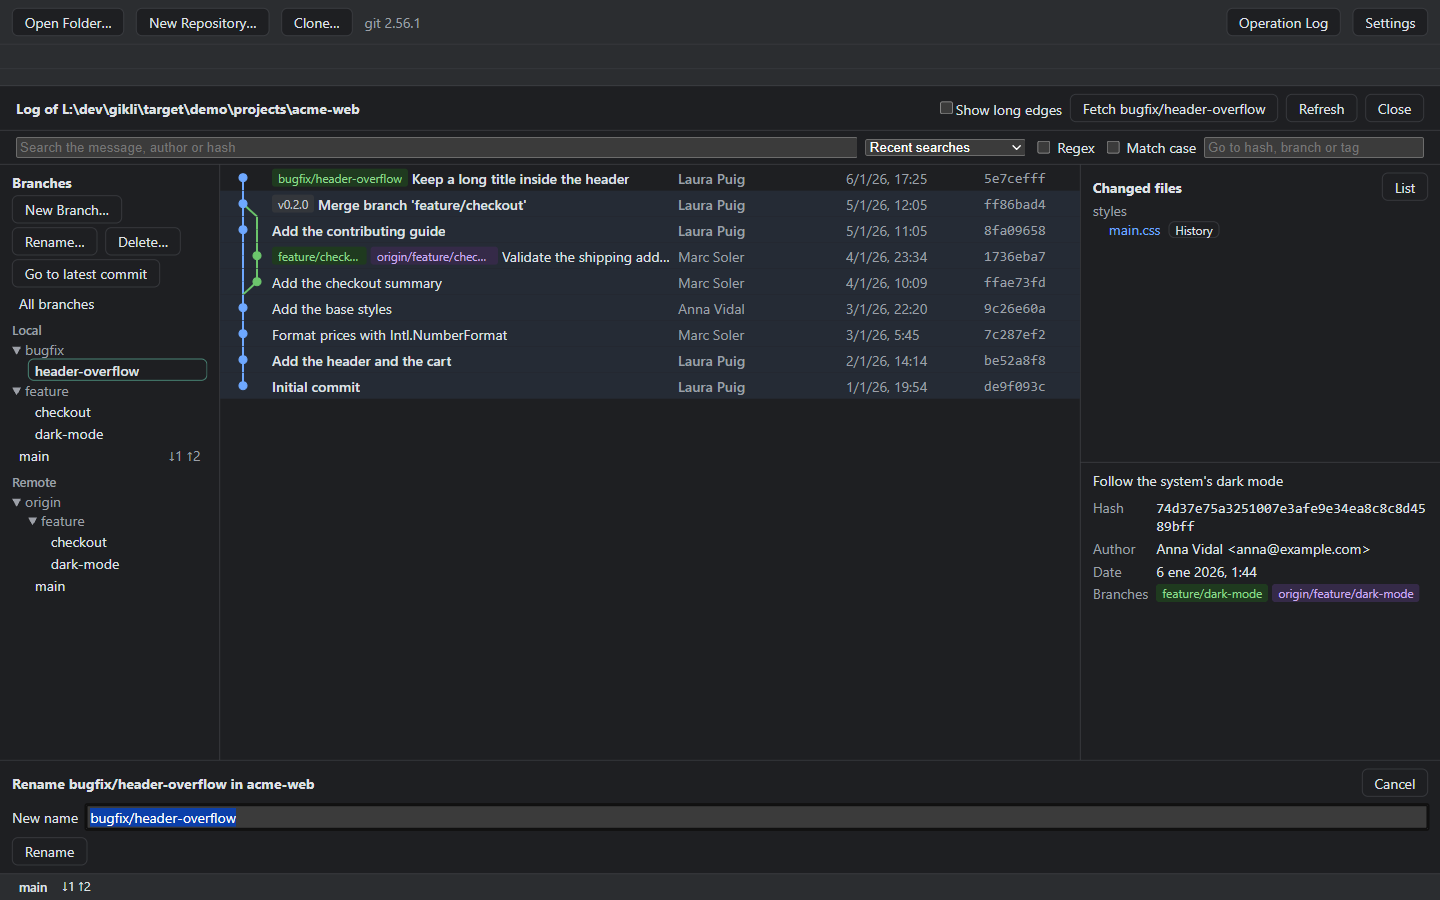 Open Folder... New Repository... Clone... git 2.56.1 Operation Log Settings
Log of L:\dev\gikli\target\demo\projects\acme-web Show long edges Fetch bugfix/header-overflow Refresh Close
Search the message, author or hash Recent searches Regex Match case Go to hash, branch or tag
Branches
New Branch...
Rename... Delete...
Go to latest commit
All branches
Local
bugfix
header-overflow
feature
checkout
dark-mode
main ↓1 ↑2
Remote
origin
feature
checkout
dark-mode
main
bugfix/header-overflow Keep a long title inside the header Laura Puig 6/1/26, 17:25 5e7cefff
v0.2.0 Merge branch 'feature/checkout' Laura Puig 5/1/26, 12:05 ff86bad4
Add the contributing guide Laura Puig 5/1/26, 11:05 8fa09658
feature/check... origin/feature/chec... Validate the shipping add... Marc Soler 4/1/26, 23:34 1736eba7
Add the checkout summary Marc Soler 4/1/26, 10:09 ffae73fd
Add the base styles Anna Vidal 3/1/26, 22:20 9c26e60a
Format prices with Intl.NumberFormat Marc Soler 3/1/26, 5:45 7c287ef2
Add the header and the cart Laura Puig 2/1/26, 14:14 be52a8f8
Initial commit Laura Puig 1/1/26, 19:54 de9f093c
Changed files List
styles
main.css History
Follow the system's dark mode
Hash 74d37e75a3251007e3afe9e34ea8c8c8d45
89bff
Author Anna Vidal <anna@example.com>
Date 6 ene 2026, 1:44
Branches feature/dark-mode origin/feature/dark-mode
Rename bugfix/header-overflow in acme-web Cancel
New name bugfix/header-overflow
Rename
main ↓1 ↑2